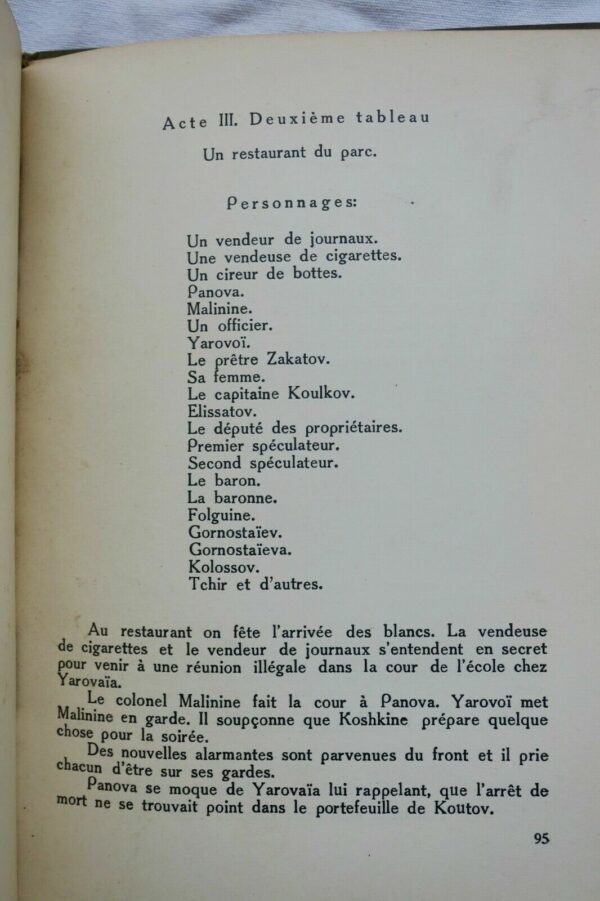 Acte III. Deuxième tableau
Un restaurant du parc.
Personnages:
Un vendeur de journaux.
Une vendeuse de cigarettes.
Un cireur de bottes.
Panova.
Malinine.
Un officier.
Yarovoï.
Le prêtre Zakatov.
Sa femme.
Le capitaine Koulkov.
Elissatov.
Le député des propriétaires.
Premier spéculateur.
Second spéculateur.
Le baron.
La baronne.
Folguine.
Gornostaïev.
Gornostaïeva.
Kolossov.
Tchir et d'autres.
Au restaurant on fête l'arrivée des blancs. La vendeuse
de cigarettes et le vendeur de journaux s'entendent en secret
pour venir à une réunion illégale dans la cour de l'école chez
Yarovaïa.
Le colonel Malinine fait la cour à Panova. Yarovoï met
Malinine en garde. Il soupçonne que Koshkine prépare quelque
chose pour la soirée.
Des nouvelles alarmantes sont parvenues du front et il prie
chacun d'être sur ses gardes.
Panova se moque de Yarovaïa lui rappelant, que l'arrêt de
mort ne se trouvait point dans le portefeuille de Koutov.
95